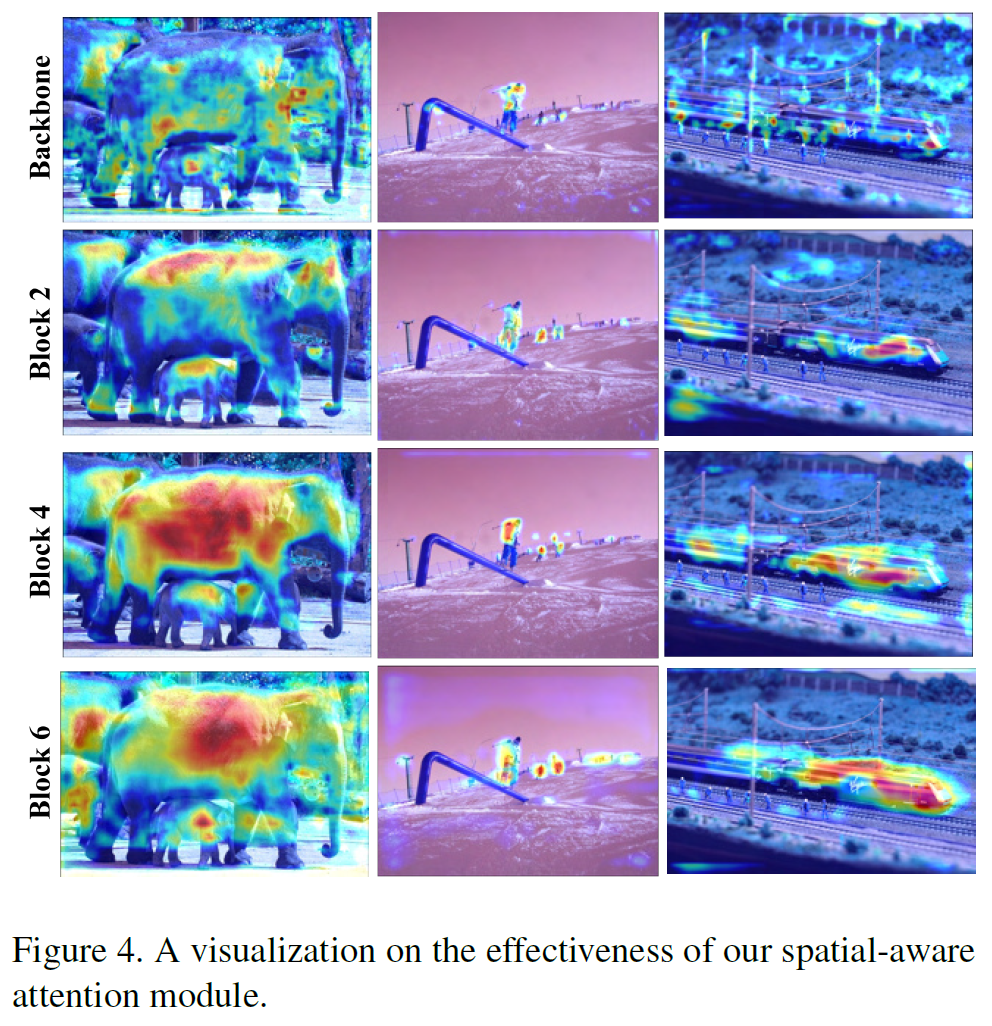 Backbone
Block 2
Block 4
Block 6
Figure 4. A visualization on the effectiveness of our spatial-aware
attention module.